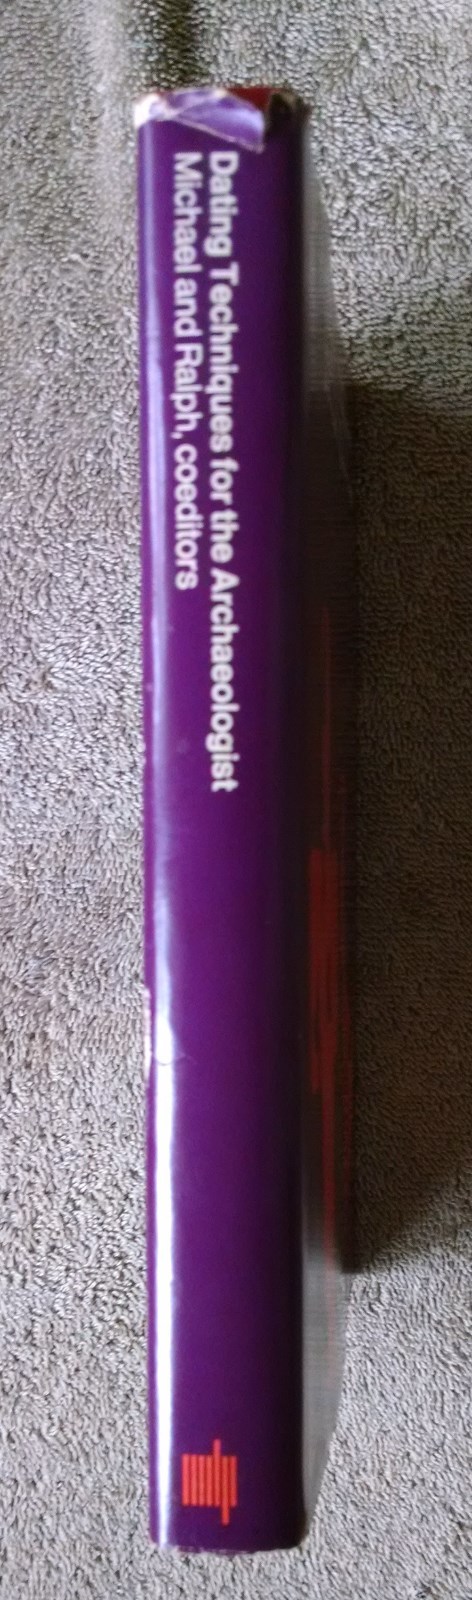 Dating Techniques for the Archaeologist
Michael and Ralph, coeditors